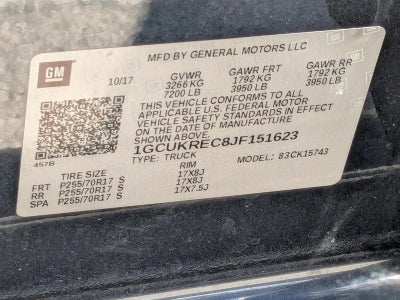 GM
MFD BY GENERAL MOTORS LLC
10/17 GVWR GAWR FRT GAWR RR
3266 KG 1792 KG 1792 KG
7200 LB 3950 LB 3950 LB
THIS VEHICLE CONFORMS TO ALL
APPLICABLE U.S. FEDERAL MOTOR
VEHICLE SAFETY STANDARDS IN EFFECT
ON THE DATE OF MANUFACTURE
SHOWN ABOVE.
1GCUKREC8JF151623
457B TYPE: TRUCK MODEL: 83CK15743
TIRE SIZE RIM
FRT P255/70R17 S 17X8J
RR P255/70R17 S 17X8J
SPA P255/70R17 S 17X7.5J